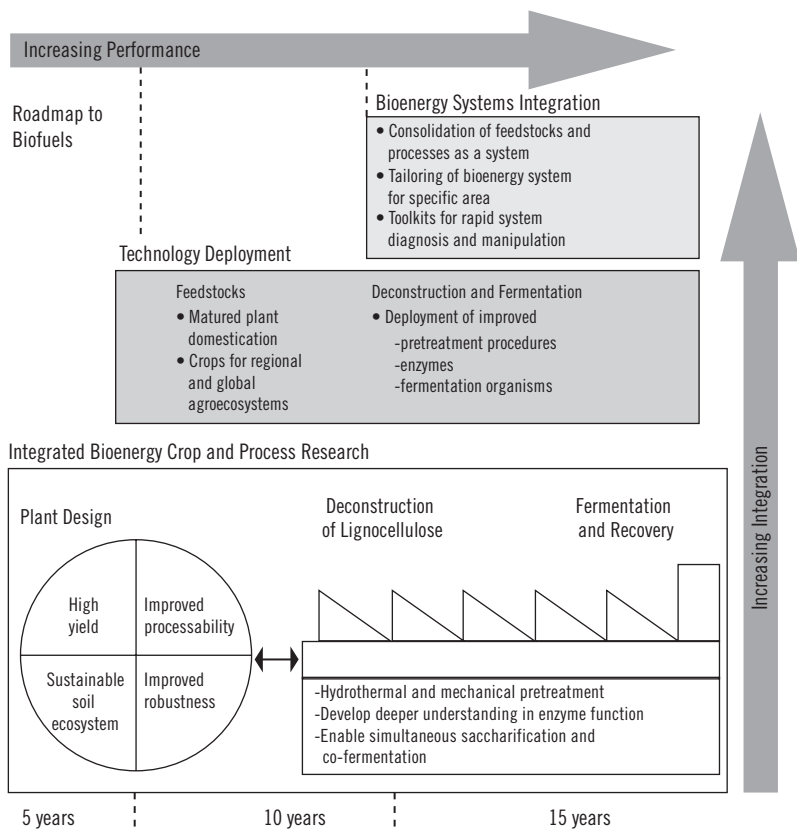 Increasing Performance
Roadmap to
Biofuels
Bioenergy Systems Integration
• Consolidation of feedstocks and
processes as a system
• Tailoring of bioenergy system
for specific area
• Toolkits for rapid system
diagnosis and manipulation
Technology Deployment
Feedstocks
• Matured plant
domestication
• Crops for regional
and global
agroecosystems
Deconstruction and Fermentation
• Deployment of improved
-pretreatment procedures
-enzymes
-fermentation organisms
Increasing Integration
Integrated Bioenergy Crop and Process Research
Plant Design
High
yield
Improved
processability
Sustainable
soil
ecosystem
Improved
robustness
Deconstruction
of Lignocellulose
Fermentation
and Recovery
-Hydrothermal and mechanical pretreatment
-Develop deeper understanding in enzyme function
-Enable simultaneous saccharification and
co-fermentation
5 years
10 years
15 years